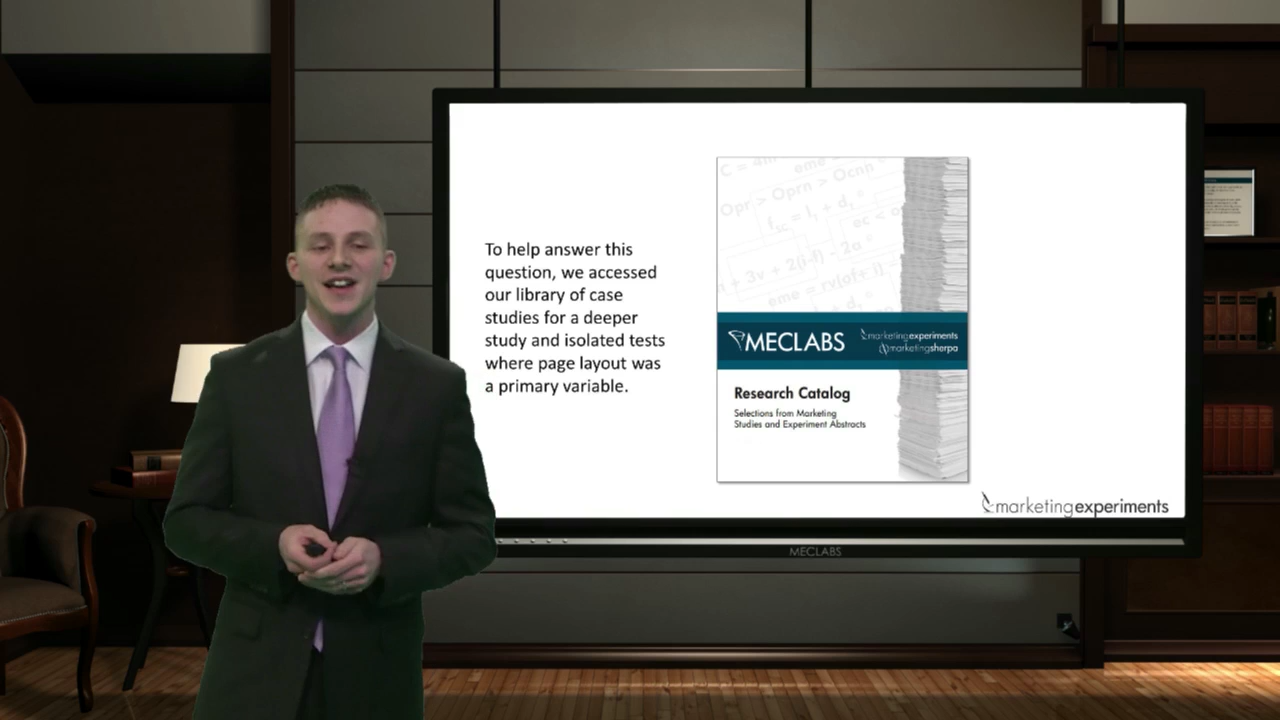 To help answer this
question, we accessed
our library of case
studies for a deeper
study and isolated tests
where page layout was
a primary variable.
MECLABS
marketingexperiments
marketingsherpa
Research Catalog
Selections from Marketing
Studies and Experiment Abstracts
marketingexperiments
MECLABS